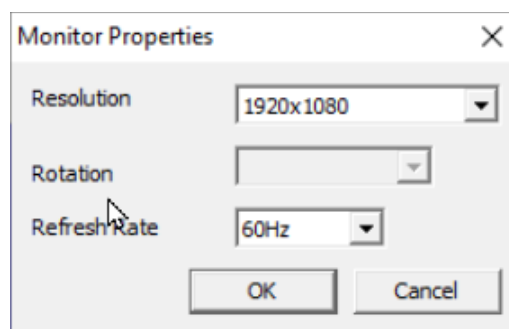 Monitor Properties
Resolution
1920x1080
Rotation
Refresh Rate
60Hz
OK
Cancel